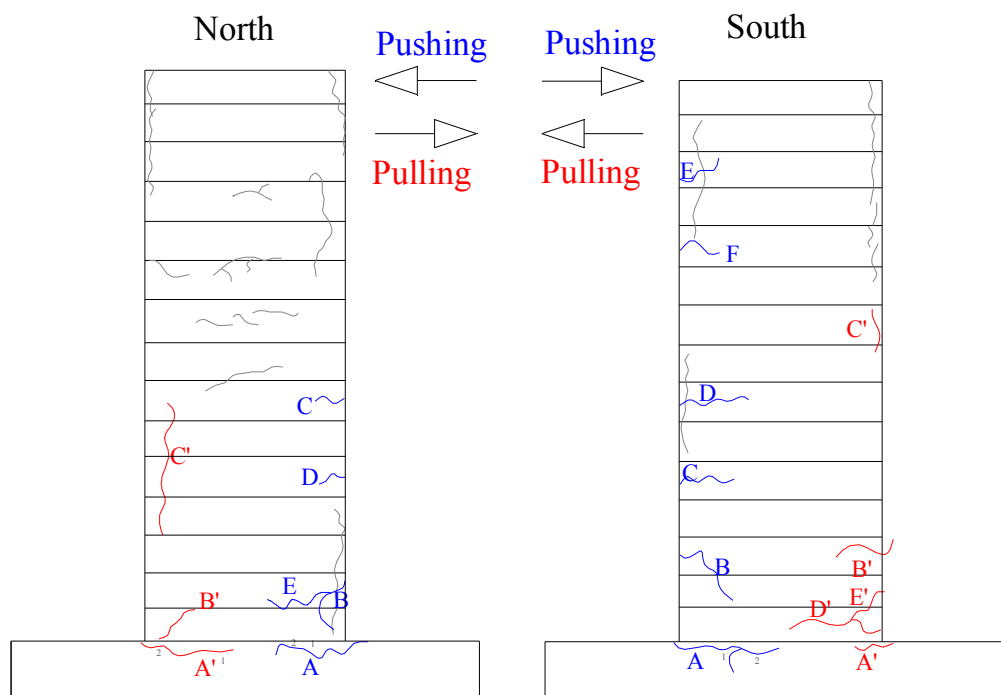 North
Pushing
Pulling
C
C'
D
E
B
B'
2
1
2
1
A'
A
Pushing
South
Pulling
E
F
C'
D
C
B
B'
E'
D'
A
1
2
A'